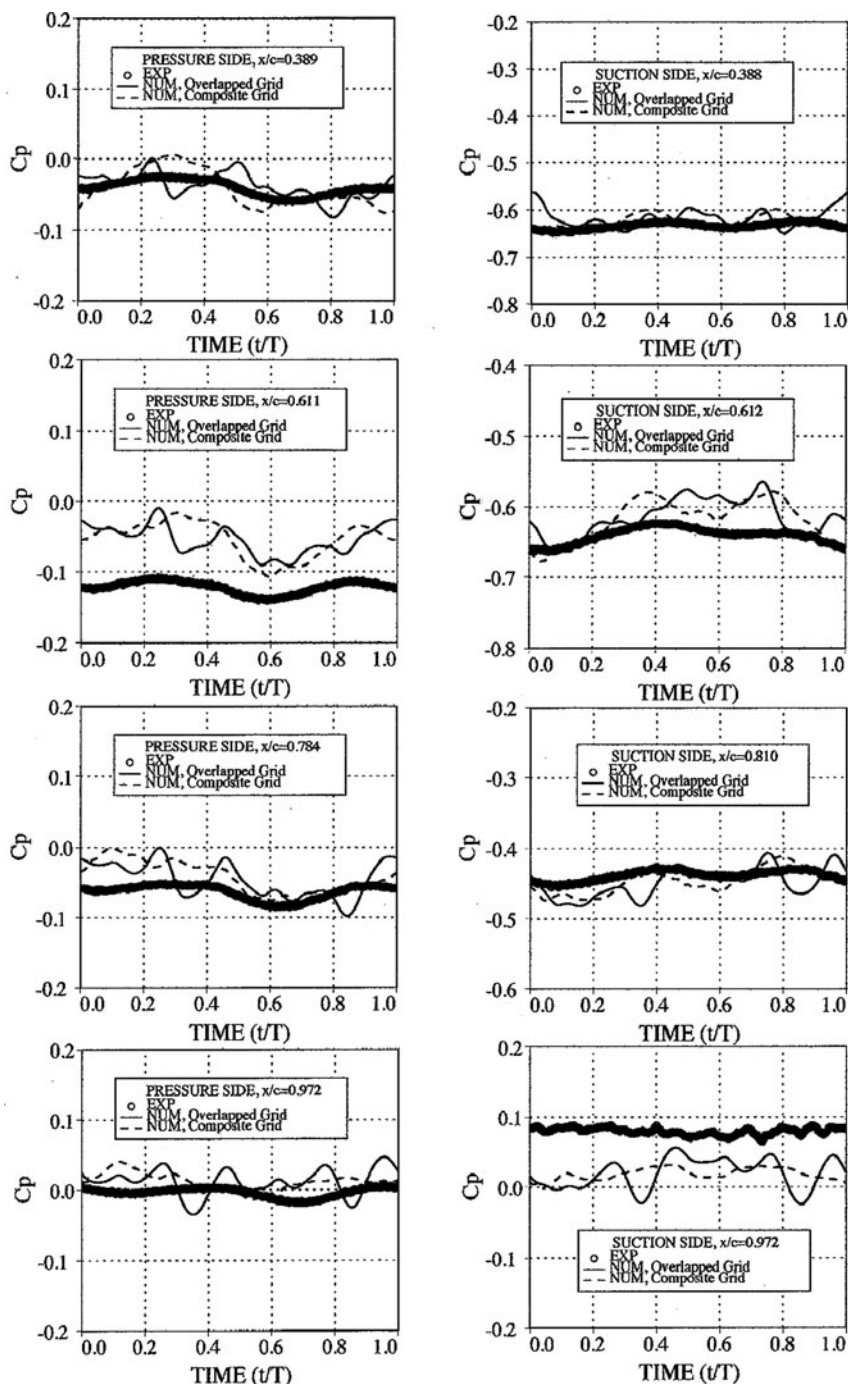 0.2
0.1
0.0
-0.1
-0.2
Cp
PRESSURE SIDE, x/c=0.389
EXP
NUM, Overlapped Grid
NUM, Composite Grid
0.0 0.2 0.4 0.6 0.8 1.0
TIME (t/T)
-0.2
-0.3
-0.4
-0.5
-0.6
-0.7
-0.8
Cp
SUCTION SIDE, x/c=0.388
EXP
NUM, Overlapped Grid
NUM, Composite Grid
0.0 0.2 0.4 0.6 0.8 1.0
TIME (t/T)
0.2
0.1
0.0
-0.1
-0.2
Cp
PRESSURE SIDE, x/c=0.611
EXP
NUM, Overlapped Grid
NUM, Composite Grid
0.0 0.2 0.4 0.6 0.8 1.0
TIME (t/T)
-0.4
-0.5
-0.6
-0.7
-0.8
Cp
SUCTION SIDE, x/c=0.612
EXP
NUM, Overlapped Grid
NUM, Composite Grid
0.0 0.2 0.4 0.6 0.8 1.0
TIME (t/T)
0.2
0.1
0.0
-0.1
-0.2
Cp
PRESSURE SIDE, x/c=0.784
EXP
NUM, Overlapped Grid
NUM, Composite Grid
0.0 0.2 0.4 0.6 0.8 1.0
TIME (t/T)
-0.2
-0.3
-0.4
-0.5
-0.6
Cp
SUCTION SIDE, x/c=0.810
EXP
NUM, Overlapped Grid
NUM, Composite Grid
0.0 0.2 0.4 0.6 0.8 1.0
TIME (t/T)
0.2
0.1
0.0
-0.1
-0.2
Cp
PRESSURE SIDE, x/c=0.972
EXP
NUM, Overlapped Grid
NUM, Composite Grid
0.0 0.2 0.4 0.6 0.8 1.0
TIME (t/T)
0.2
0.1
0.0
-0.1
-0.2
Cp
SUCTION SIDE, x/c=0.972
EXP
NUM, Overlapped Grid
NUM, Composite Grid
0.0 0.2 0.4 0.6 0.8 1.0
TIME (t/T)